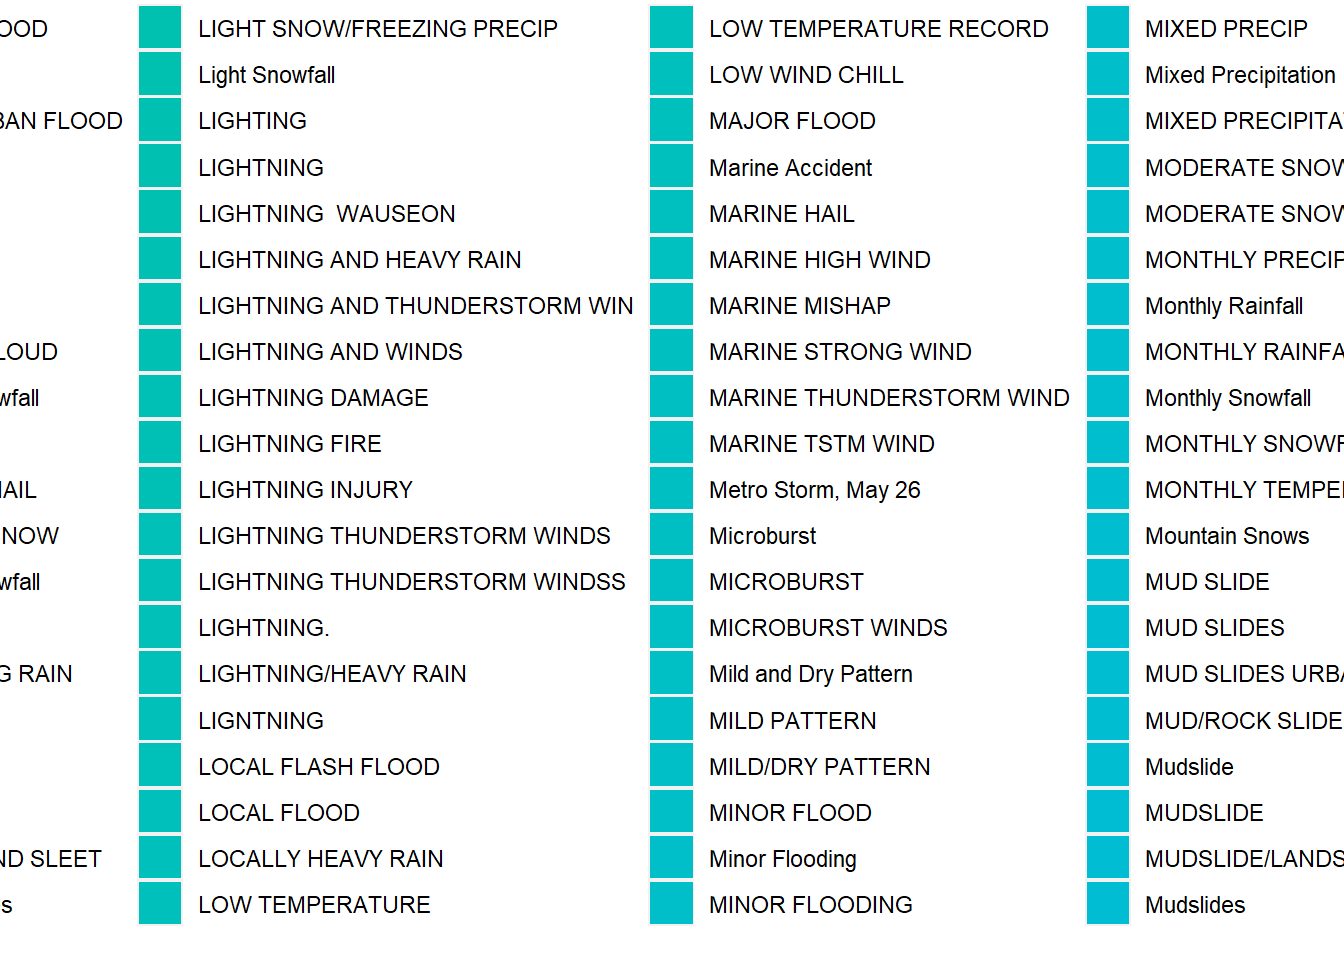 OOD
BAN FLOOD
LOUD
wfall
AIL
NOW
wfall
G RAIN
ND SLEET
s
LIGHT SNOW/FREEZING PRECIP
Light Snowfall
LIGHTING
LIGHTNING
LIGHTNING  WAUSEON
LIGHTNING AND HEAVY RAIN
LIGHTNING AND THUNDERSTORM WIN
LIGHTNING AND WINDS
LIGHTNING DAMAGE
LIGHTNING FIRE
LIGHTNING INJURY
LIGHTNING THUNDERSTORM WINDS
LIGHTNING THUNDERSTORM WINDSS
LIGHTNING.
LIGHTNING/HEAVY RAIN
LIGNTNING
LOCAL FLASH FLOOD
LOCAL FLOOD
LOCALLY HEAVY RAIN
LOW TEMPERATURE
LOW TEMPERATURE RECORD
LOW WIND CHILL
MAJOR FLOOD
Marine Accident
MARINE HAIL
MARINE HIGH WIND
MARINE MISHAP
MARINE STRONG WIND
MARINE THUNDERSTORM WIND
MARINE TSTM WIND
Metro Storm, May 26
Microburst
MICROBURST
MICROBURST WINDS
Mild and Dry Pattern
MILD PATTERN
MILD/DRY PATTERN
MINOR FLOOD
Minor Flooding
MINOR FLOODING
MIXED PRECIP
Mixed Precipitation
MIXED PRECIPITA
MODERATE SNOW
MODERATE SNOW
MONTHLY PRECIP
Monthly Rainfall
MONTHLY RAINFA
Monthly Snowfall
MONTHLY SNOWF
MONTHLY TEMPE
Mountain Snows
MUD SLIDE
MUD SLIDES
MUD SLIDES URBA
MUD/ROCK SLIDE
Mudslide
MUDSLIDE
MUDSLIDE/LANDS
Mudslides